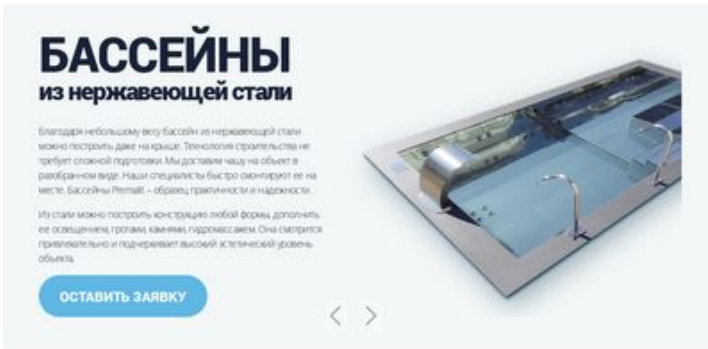 БАССЕЙНЫ
из нержавеющей стали
Благодаря небольшому весу бассейн из нержавеющей стали
можно построить даже на крыше. Технология строительства не
требует сложной подготовки. Мы доставим чашу на объект в
разобранном виде. Наши специалисты быстро смонтируют ее на
месте. Бассейны Premalit – образец практичности и надежности.
Из стали можно построить конструкцию любой формы, дополнить
ее освещением, гротами, камнями, гидромассажем. Она смотрится
привлекательно и подчеркивает высокий эстетический уровень
объекта.
ОСТАВИТЬ ЗАЯВКУ